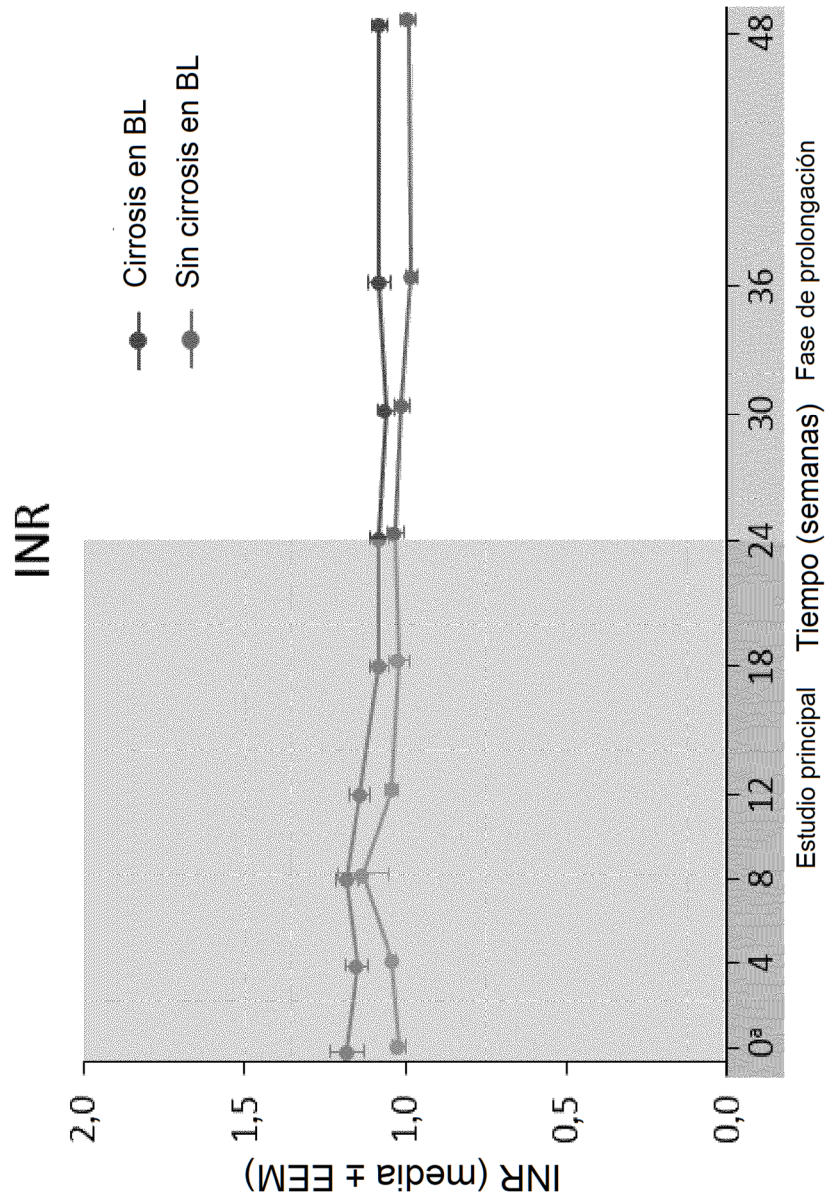 INR
Cirrosis en BL
Sin cirrosis en BL
INR (media ± EEM)
2,0
1,5
1,0
0,5
0,0
0ª 4 8 12 18 24 30 36 48
Estudio principal Tiempo (semanas) Fase de prolongación